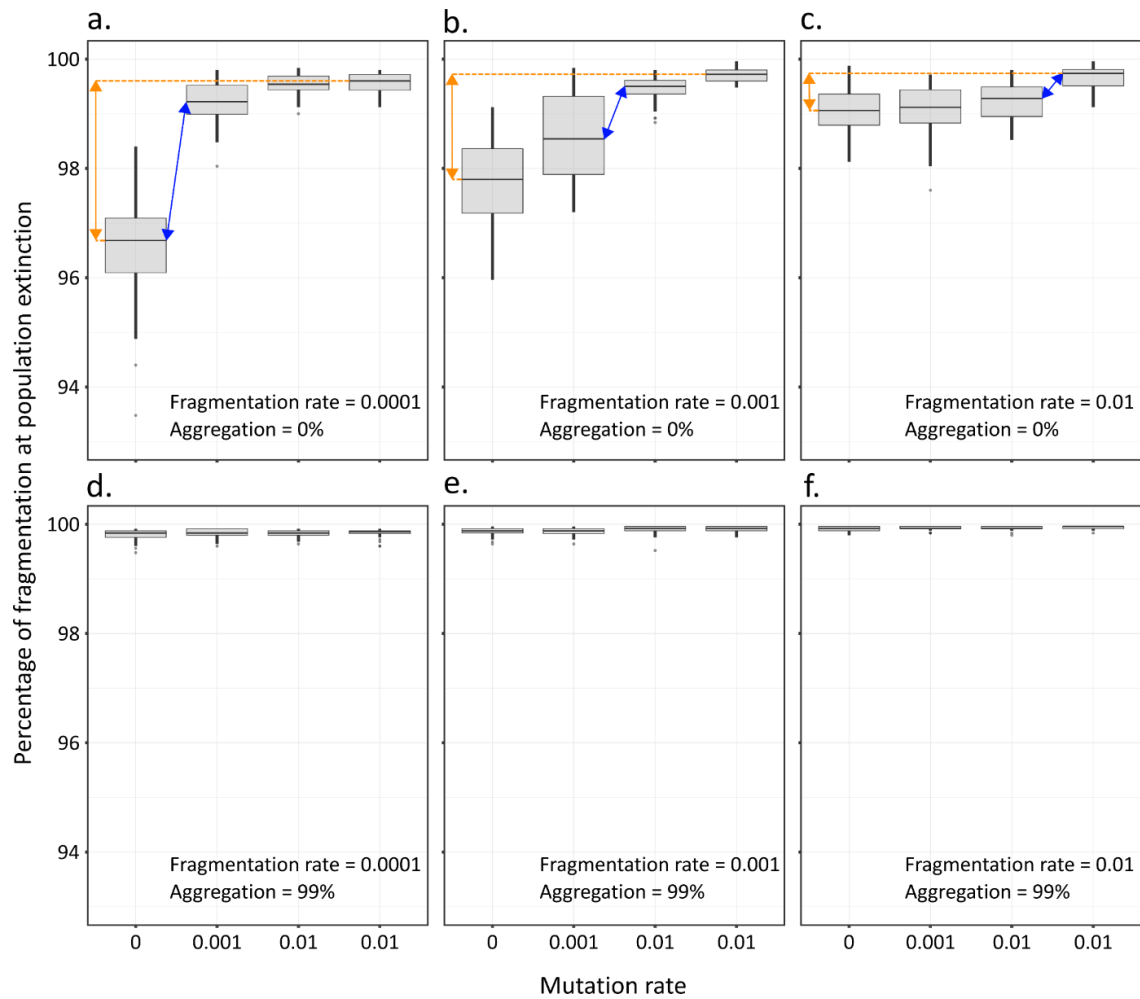 a.
b.
c.
100
98
96
94
Fragmentation rate = 0.0001
Aggregation = 0%
Fragmentation rate = 0.001
Aggregation = 0%
Fragmentation rate = 0.01
Aggregation = 0%
Percentage of fragmentation at population extinction
d.
e.
f.
100
98
96
94
Fragmentation rate = 0.0001
Aggregation = 99%
Fragmentation rate = 0.001
Aggregation = 99%
Fragmentation rate = 0.01
Aggregation = 99%
0 0.001 0.01 0.01
0 0.001 0.01 0.01
0 0.001 0.01 0.01
Mutation rate